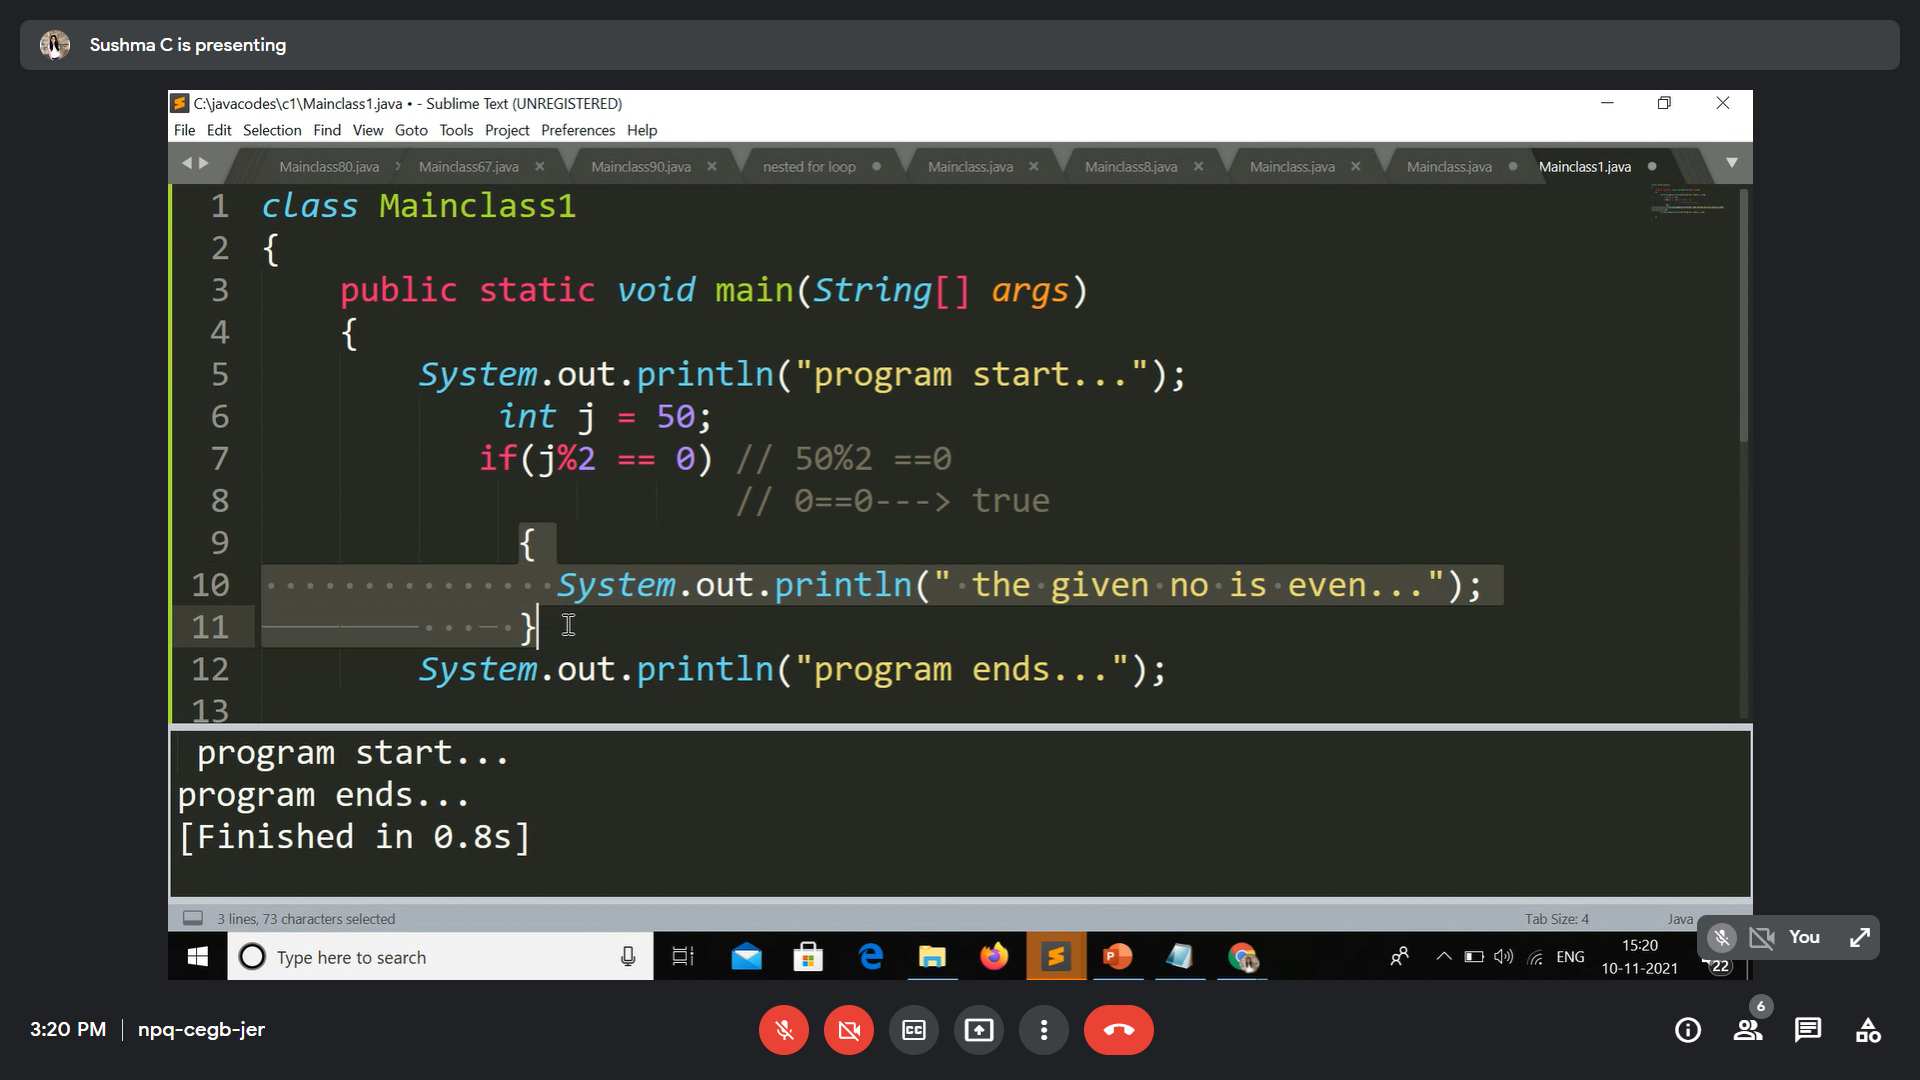 Sushma C is presenting
C:\javacodes\c1\Mainclass1.java • - Sublime Text (UNREGISTERED)
File Edit Selection Find View Goto Tools Project Preferences Help
Mainclass80.java Mainclass67.java Mainclass90.java nested for loop Mainclass.java Mainclass8.java Mainclass.java Mainclass.java Mainclass1.java
1 class Mainclass1
2 {
3 public static void main(String[] args)
4 {
5 System.out.println("program start...");
6 int j = 50;
7 if(j%2 == 0) // 50%2 ==0
8 // 0==0---> true
9 {
10 System.out.println(" the given no is even...");
11 }
12 System.out.println("program ends...");
13
program start...
program ends...
[Finished in 0.8s]
3 lines, 73 characters selected Tab Size: 4 Java
Type here to search ENG 15:20
10-11-2021 22
You
3:20 PM | npq-cegb-jer 6